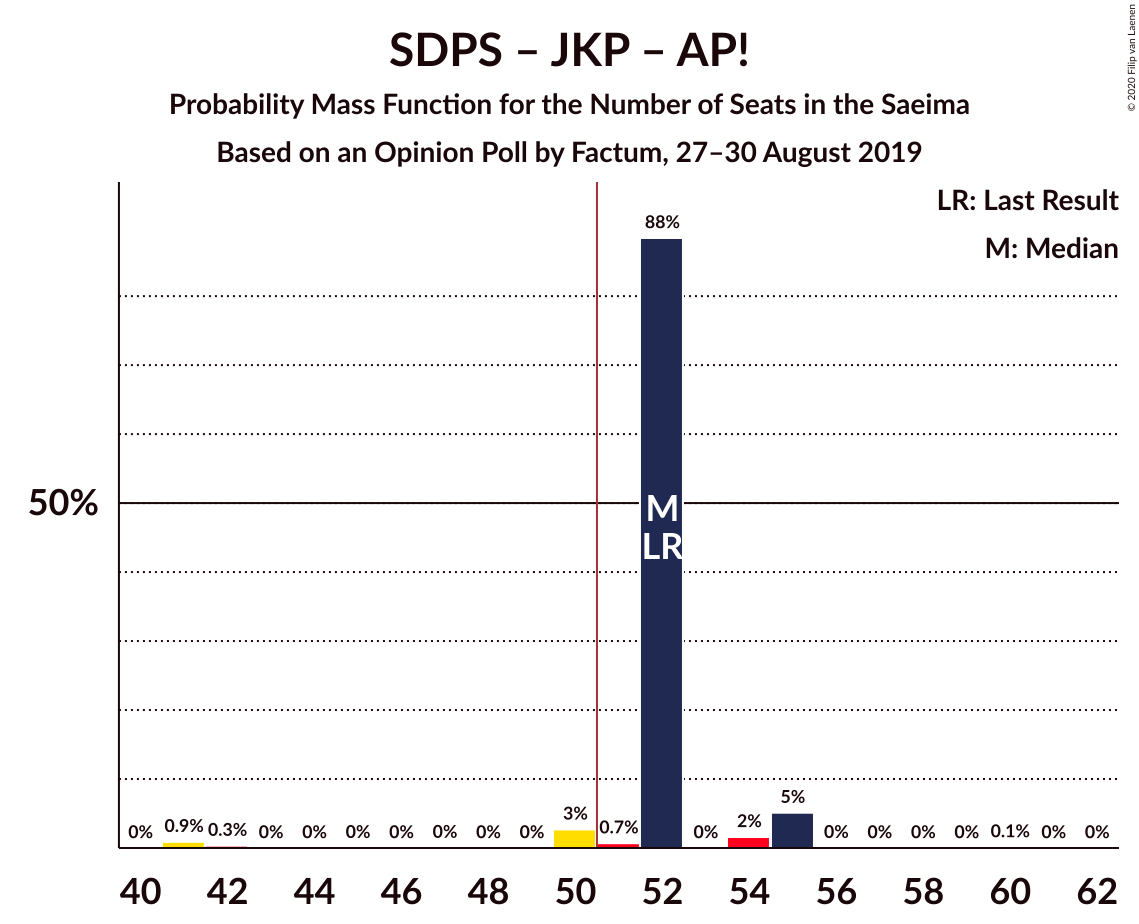 SDPS – JKP – AP!
Probability Mass Function for the Number of Seats in the Saeima
Based on an Opinion Poll by Factum, 27–30 August 2019
© 2020 Filip van Laenen
LR: Last Result
M: Median
50%
0% 0.9% 0.3% 0% 0% 0% 0% 0% 0% 0% 3% 0.7% 88% 0% 2% 5% 0% 0% 0% 0% 0.1% 0% 0%
M
LR
40 42 44 46 48 50 52 54 56 58 60 62